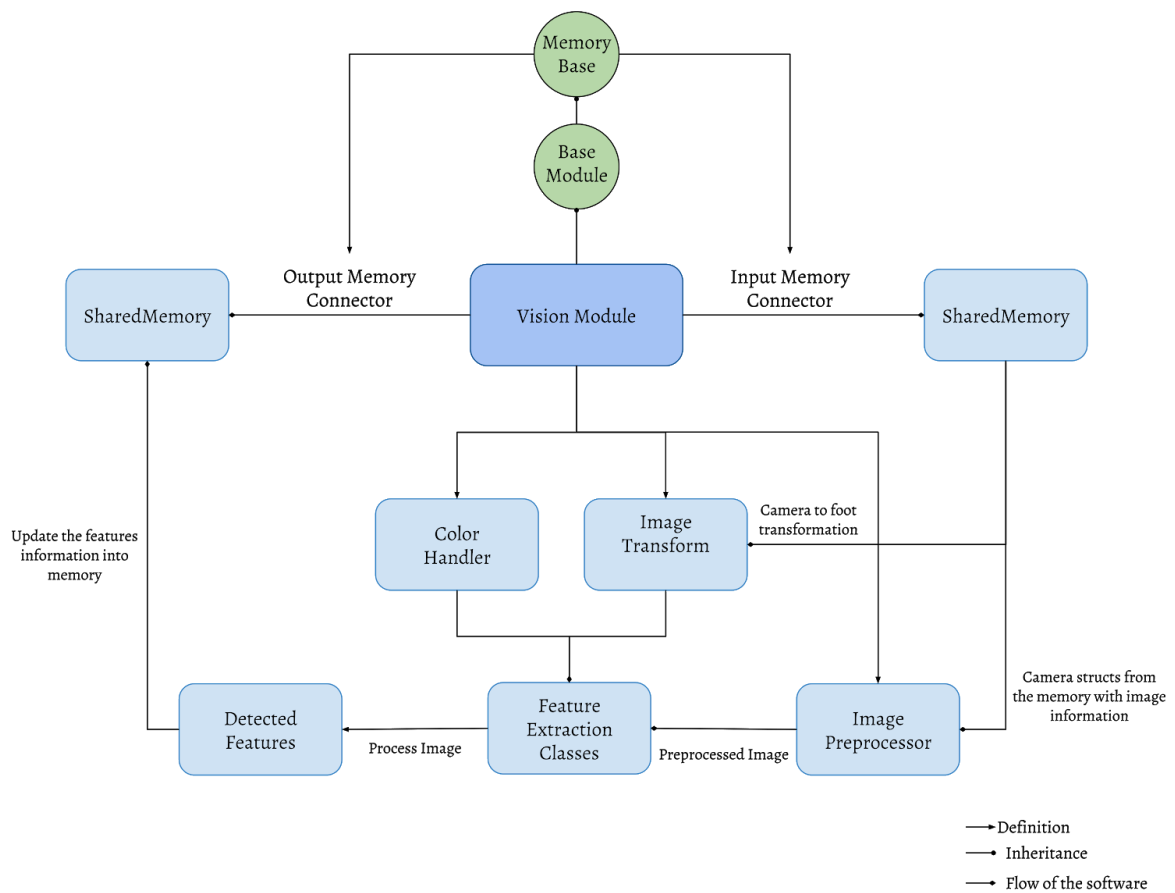 Memory
Base
Base
Module
Output Memory
Connector
Input Memory
Connector
SharedMemory
Vision Module
SharedMemory
Color
Handler
Image
Transform
Camera to foot
transformation
Update the features
information into
memory
Camera structs from
the memory with image
information
Detected
Features
Process Image
Feature
Extraction
Classes
Preprocessed Image
Image
Preprocessor
Definition
Inheritance
Flow of the software